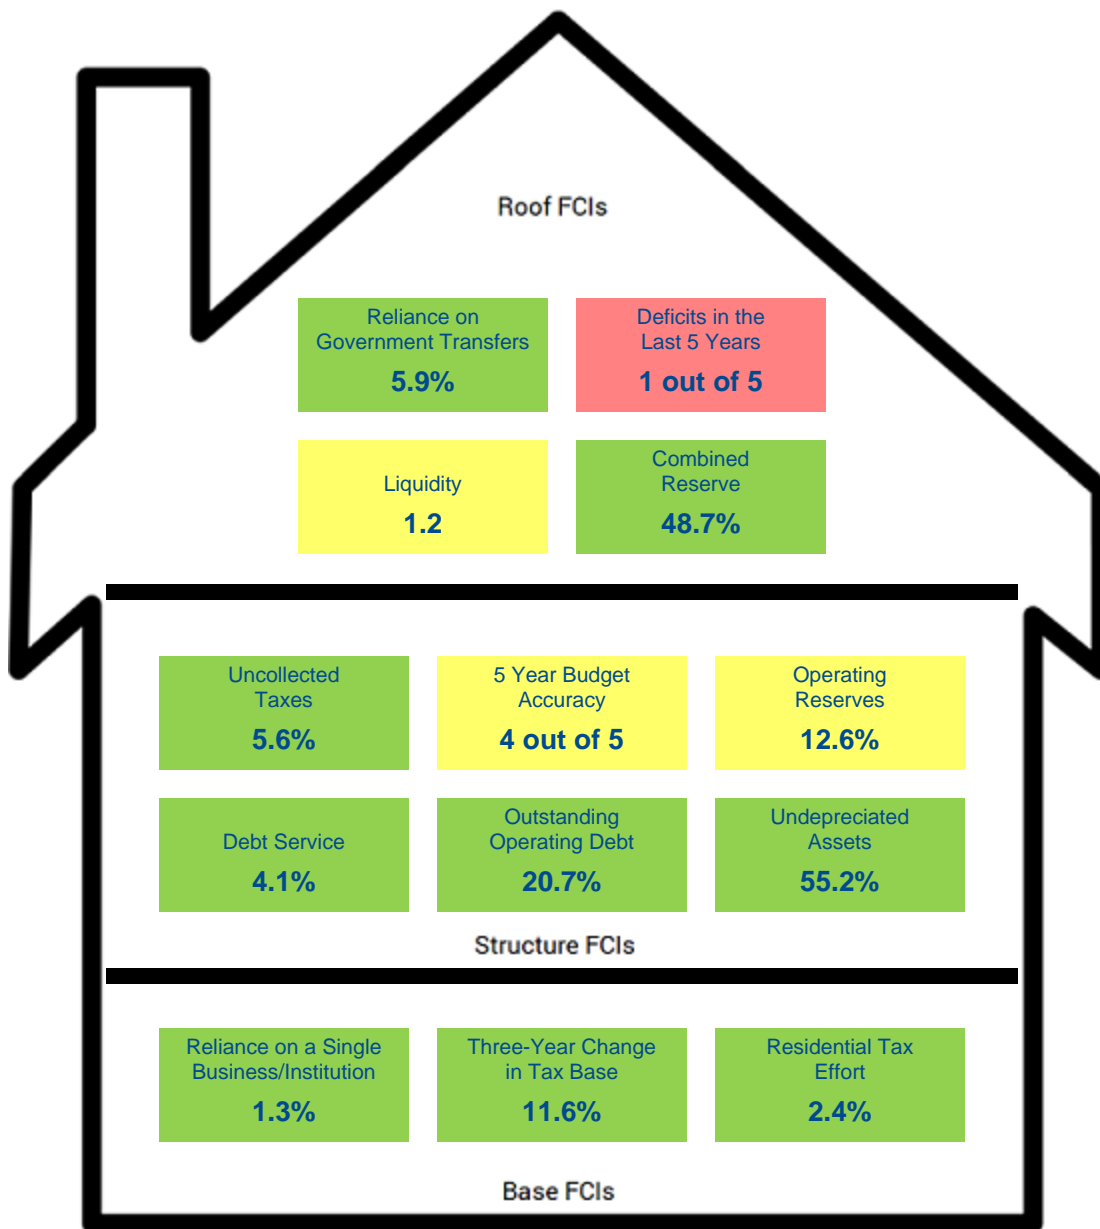 Roof FCIs
Reliance on
Government Transfers
5.9%
Deficits in the
Last 5 Years
1 out of 5
Liquidity
1.2
Combined
Reserve
48.7%
Uncollected
Taxes
5.6%
5 Year Budget
Accuracy
4 out of 5
Operating
Reserves
12.6%
Debt Service
4.1%
Outstanding
Operating Debt
20.7%
Undepreciated
Assets
55.2%
Structure FCIs
Reliance on a Single
Business/Institution
1.3%
Three-Year Change
in Tax Base
11.6%
Residential Tax
Effort
2.4%
Base FCIs